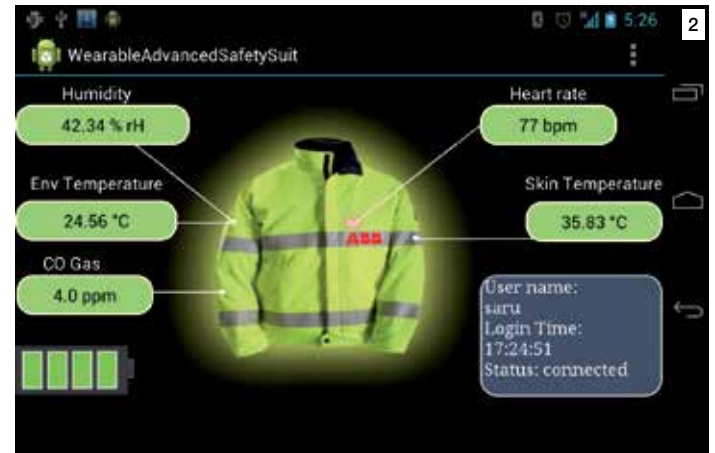 5:26
2
WearableAdvancedSafetySuit
Humidity
42.34 % rH
Heart rate
77 bpm
Env Temperature
24.56 °C
Skin Temperature
35.83 °C
CO Gas
4.0 ppm
ABB
User name:
saru
Login Time:
17:24:51
Status: connected